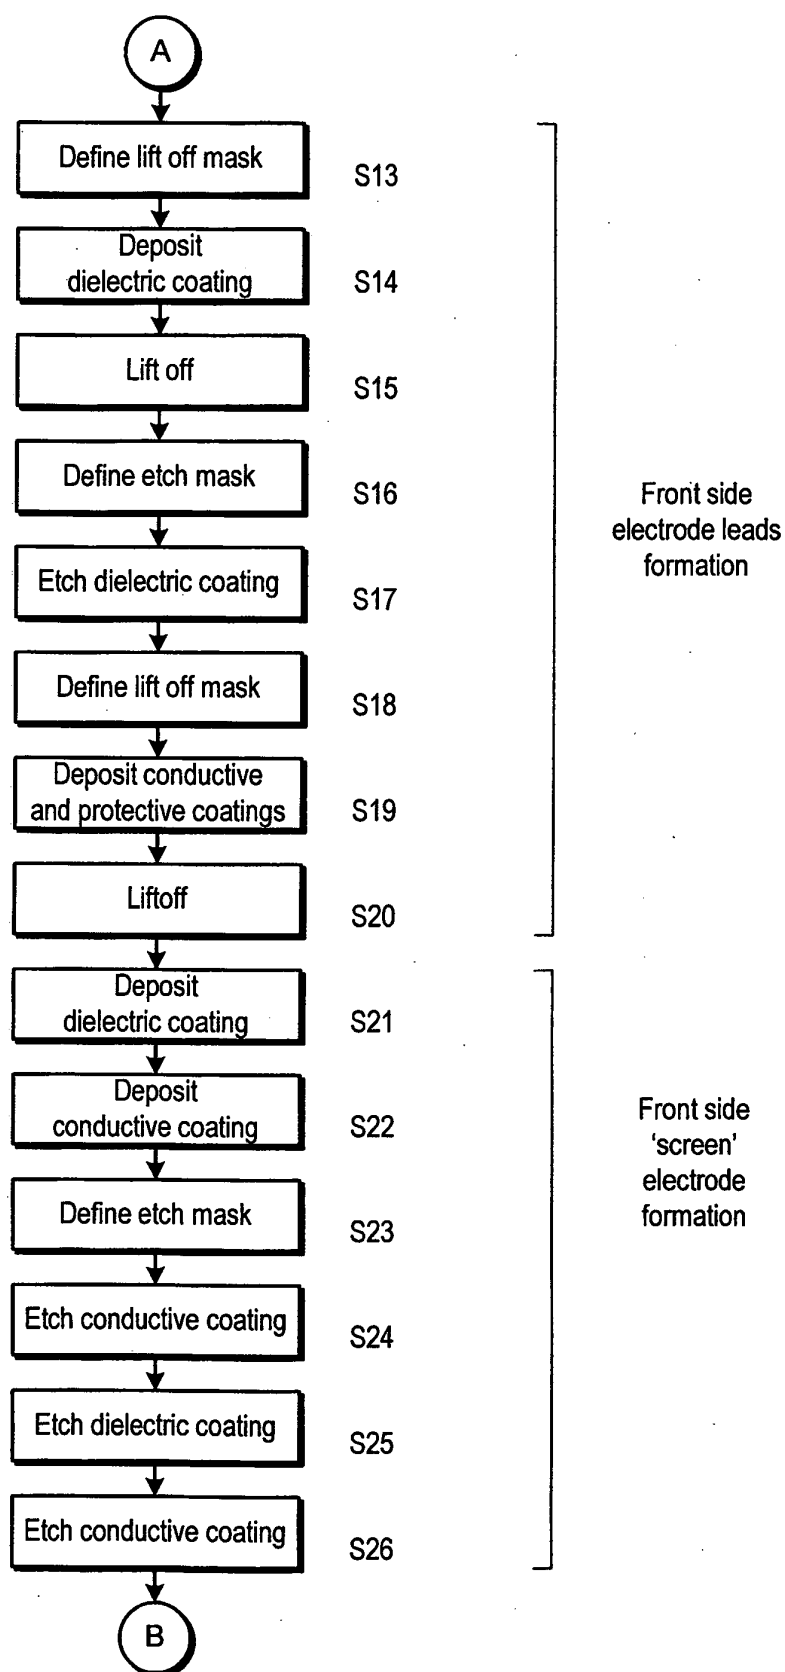 A
Define lift off mask
S13
Deposit
dielectric coating
S14
Lift off
S15
Define etch mask
S16
Etch dielectric coating
S17
Define lift off mask
S18
Deposit conductive
and protective coatings
S19
Liftoff
S20
Front side
electrode leads
formation
Deposit
dielectric coating
S21
Deposit
conductive coating
S22
Define etch mask
S23
Etch conductive coating
S24
Etch dielectric coating
S25
Etch conductive coating
S26
Front side
‘screen’
electrode
formation
B